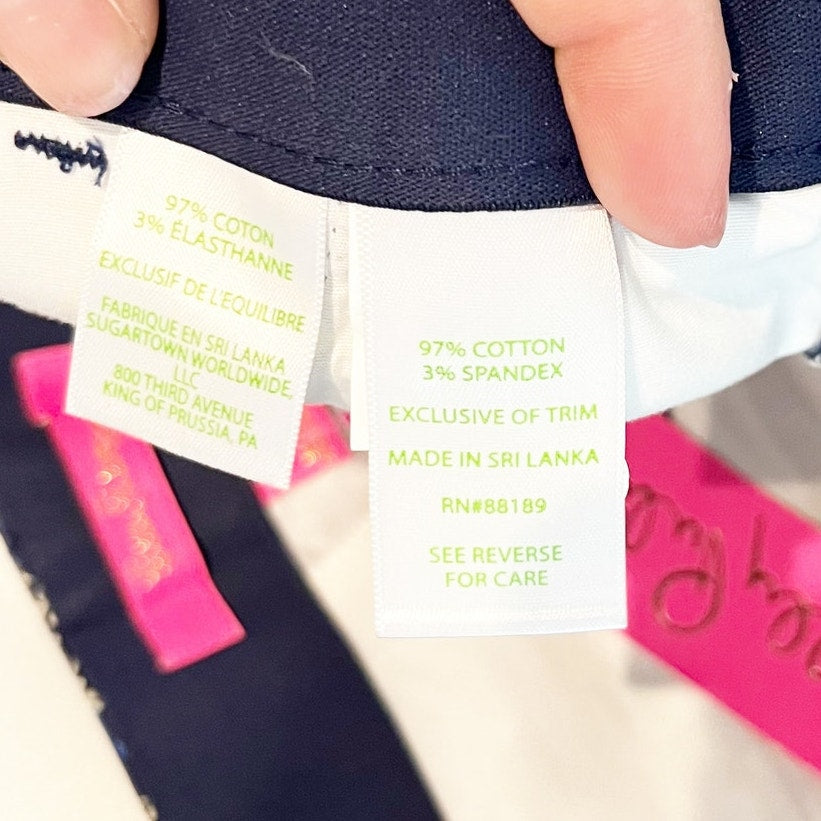 97% COTON
3% ÉLASTHANNE
EXCLUSIF DE L'EQUILIBRE
FABRIQUE EN SRI LANKA
SUGARTOWN WORLDWIDE,
LLC
800 THIRD AVENUE
KING OF PRUSSIA, PA
97% COTTON
3% SPANDEX
EXCLUSIVE OF TRIM
MADE IN SRI LANKA
RN#88189
SEE REVERSE
FOR CARE